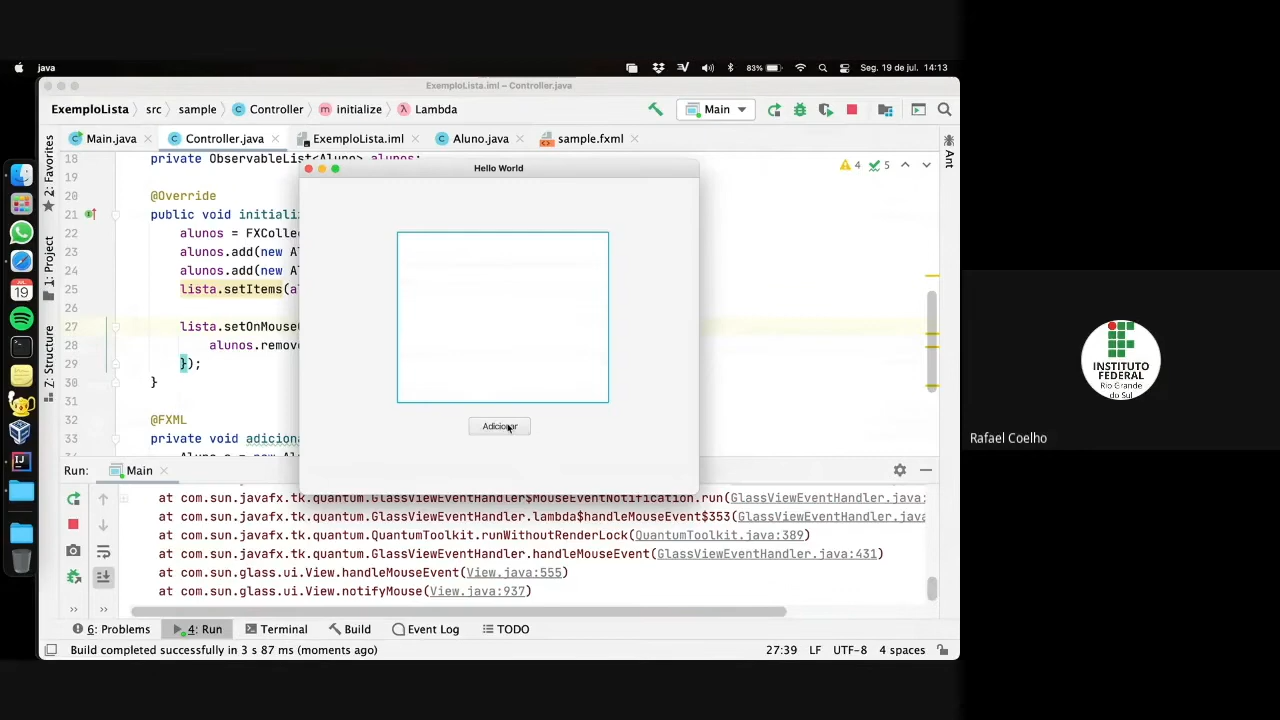 java
83%
Seg. 19 de jul. 14:13
ExemploLista.iml – Controller.java
ExemploLista
src
sample
Controller
initialize
Lambda
Main
Main.java
Controller.java
ExemploLista.iml
Aluno.java
sample.fxml
2: Favorites
1: Project
Z: Structure
Ant
4
5
18 private ObservableList<Aluno> alunos;
19
20 @Override
21 public void initializ
22 alunos = FXCollec
23 alunos.add(new Al
24 alunos.add(new Al
25 lista.setItems(al
26
27 lista.setOnMouse
28 alunos.remove
29 });
30 }
31
32 @FXML
33 private void adiciona
Hello World
Adicionar
Run:
Main
at com.sun.javafx.tk.quantum.GlassViewEventHandler$MouseEventNotification.run(GlassViewEventHandler.java:
at com.sun.javafx.tk.quantum.GlassViewEventHandler.lambda$handleMouseEvent$353(GlassViewEventHandler.java
at com.sun.javafx.tk.quantum.QuantumToolkit.runWithoutRenderLock(QuantumToolkit.java:389)
at com.sun.javafx.tk.quantum.GlassViewEventHandler.handleMouseEvent(GlassViewEventHandler.java:431)
at com.sun.glass.ui.View.handleMouseEvent(View.java:555)
at com.sun.glass.ui.View.notifyMouse(View.java:937)
6: Problems
4: Run
Terminal
Build
Event Log
TODO
Build completed successfully in 3 s 87 ms (moments ago)
27:39
LF
UTF-8
4 spaces
JUL
19
IJ
INSTITUTO
FEDERAL
Rio Grande
do Sul
Rafael Coelho